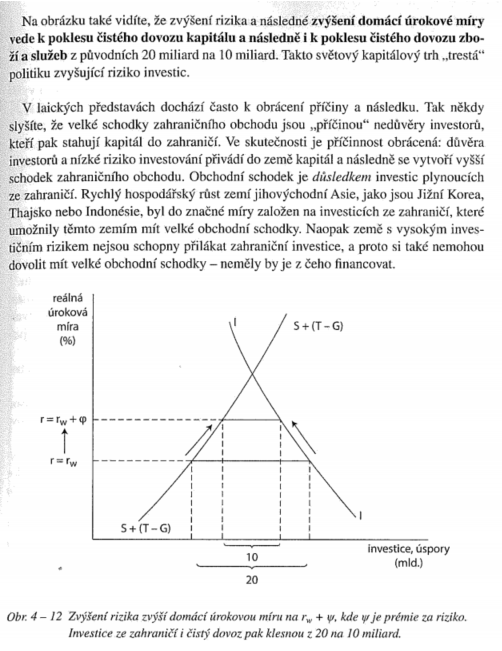 Na obrázku také vidíte, že zvýšení rizika a následné zvýšení domácí úrokové míry
vede k poklesu čistého dovozu kapitálu a následně i k poklesu čistého dovozu zbo-
ží a služeb z původních 20 miliard na 10 miliard. Takto světový kapitálový trh „trestá“
politiku zvyšující riziko investic.
V laických představách dochází často k obrácení příčiny a následku. Tak někdy
slyšíte, že velké schodky zahraničního obchodu jsou „příčinou“ nedůvěry investorů,
kteří pak stahují kapitál do zahraničí. Ve skutečnosti je příčinnost obrácená: důvěra
investorů a nízké riziko investování přivádí do země kapitál a následně se vytvoří vyšší
schodek zahraničního obchodu. Obchodní schodek je důsledkem investic plynoucích
ze zahraničí. Rychlý hospodářský růst zemí jihovýchodní Asie, jako jsou Jižní Korea,
Thajsko nebo Indonésie, byl do značné míry založen na investicích ze zahraničí, které
umožnily těmto zemím mít velké obchodní schodky. Naopak země s vysokým inves-
tičním rizikem nejsou schopny přilákat zahraniční investice, a proto si také nemohou
dovolit mít velké obchodní schodky – neměly by je z čeho financovat.
reálná
úroková
míra
(%)
I
S + (T – G)
r = rw + φ
r = rw
S + (T – G)
I
10
20
investice, úspory
(mld.)
Obr. 4 – 12 Zvýšení rizika zvýší domácí úrokovou míru na rw + ψ, kde ψ je prémie za riziko.
Investice ze zahraničí i čistý dovoz pak klesnou z 20 na 10 miliard.